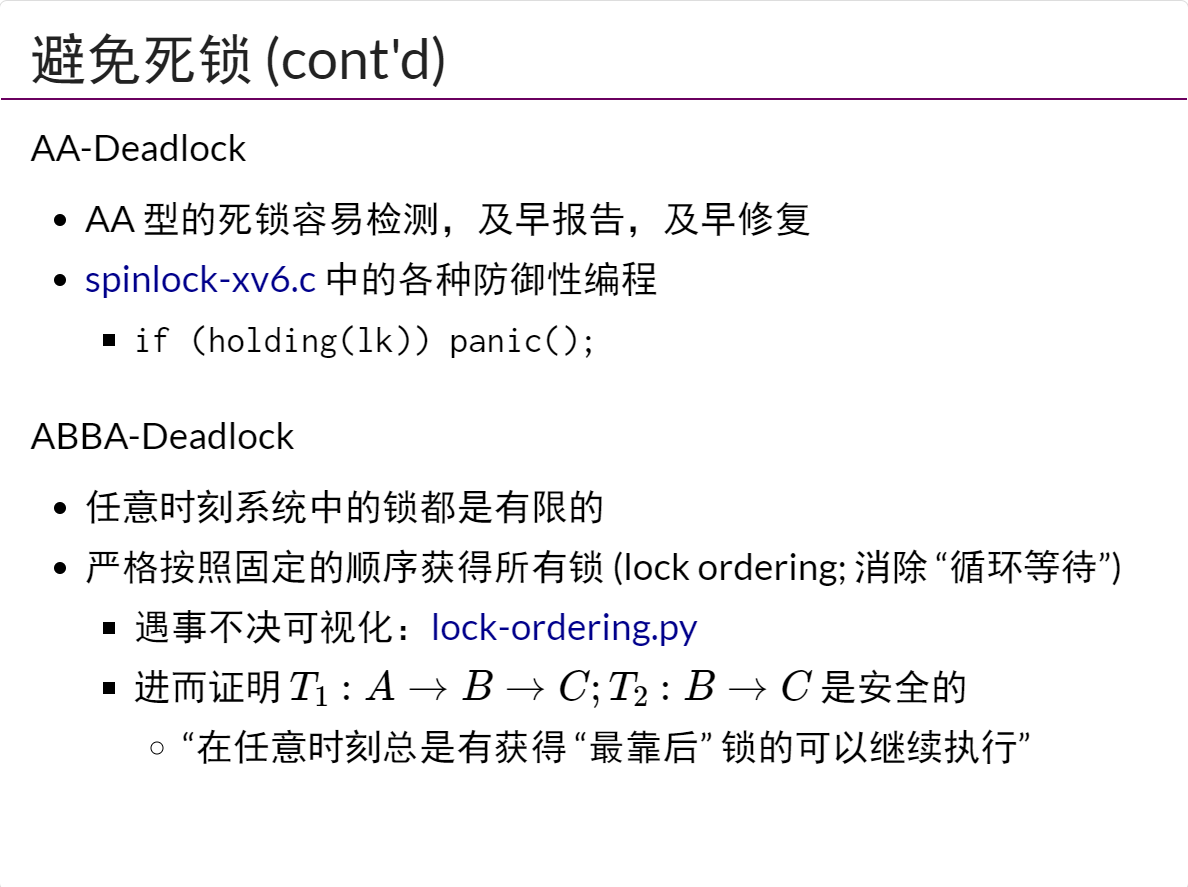 避免死锁 (cont'd)
AA-Deadlock
• AA 型的死锁容易检测，及早报告，及早修复
• spinlock-xv6.c 中的各种防御性编程
▪ if (holding(lk)) panic();
ABBA-Deadlock
• 任意时刻系统中的锁都是有限的
• 严格按照固定的顺序获得所有锁 (lock ordering; 消除 “循环等待”)
▪ 遇事不决可视化：lock-ordering.py
▪ 进而证明 T₁ : A → B → C; T₂ : B → C 是安全的
◦ “在任意时刻总是有获得 “最靠后” 锁的可以继续执行”